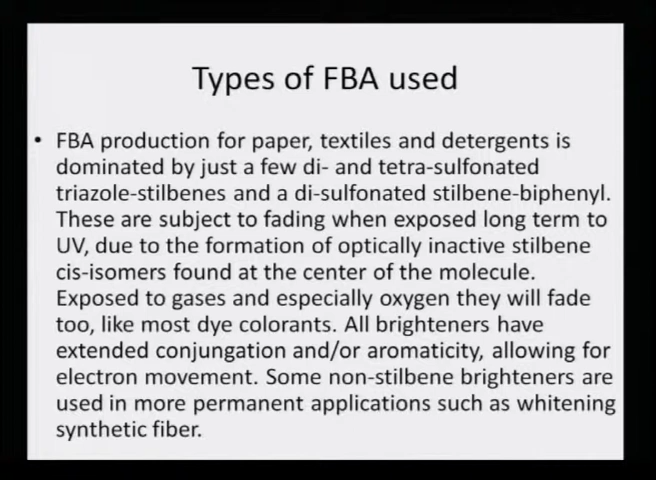 Types of FBA used
• FBA production for paper, textiles and detergents is
dominated by just a few di- and tetra-sulfonated
triazole-stilbenes and a di-sulfonated stilbene-biphenyl.
These are subject to fading when exposed long term to
UV, due to the formation of optically inactive stilbene
cis-isomers found at the center of the molecule.
Exposed to gases and especially oxygen they will fade
too, like most dye colorants. All brighteners have
extended conjungation and/or aromaticity, allowing for
electron movement. Some non-stilbene brighteners are
used in more permanent applications such as whitening
synthetic fiber.